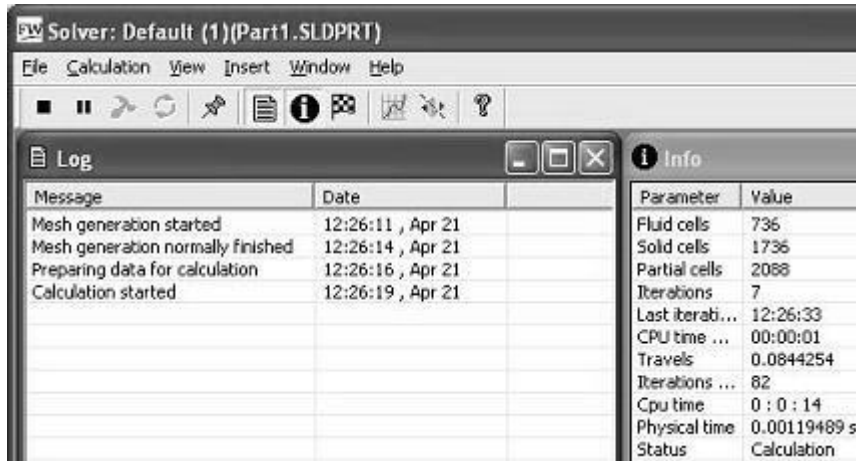 Solver: Default (1)(Part1.SLDPRT)
File Calculation View Insert Window Help
Log
Message Date
Mesh generation started 12:26:11 , Apr 21
Mesh generation normally finished 12:26:14 , Apr 21
Preparing data for calculation 12:26:16 , Apr 21
Calculation started 12:26:19 , Apr 21
Info
Parameter Value
Fluid cells 736
Solid cells 1736
Partial cells 2088
Iterations 7
Last iterati... 12:26:33
CPU time ... 00:00:01
Travels 0.0844254
Iterations ... 82
Cpu time 0 : 0 : 14
Physical time 0.00119489 s
Status Calculation